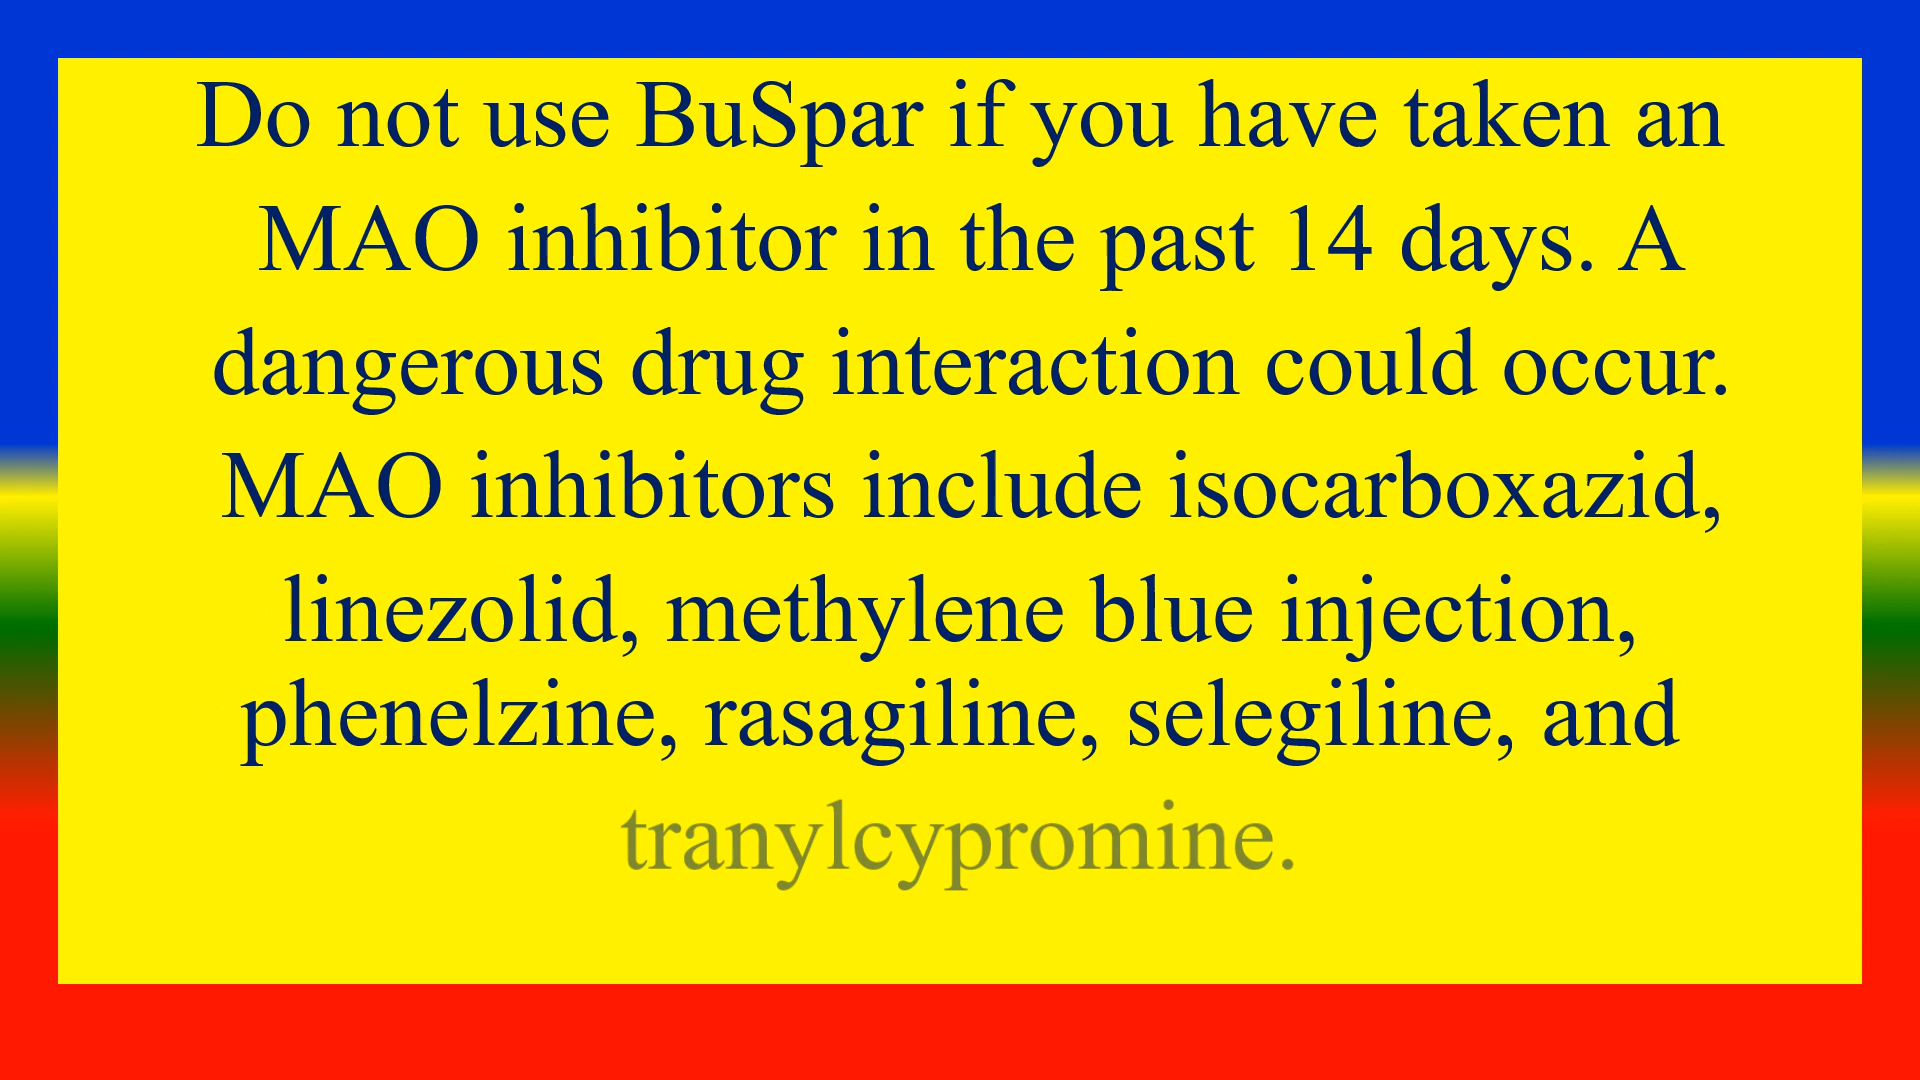 Do not use BuSpar if you have taken an
MAO inhibitor in the past 14 days. A
dangerous drug interaction could occur.
MAO inhibitors include isocarboxazid,
linezolid, methylene blue injection,
phenelzine, rasagiline, selegiline, and
tranylcypromine.